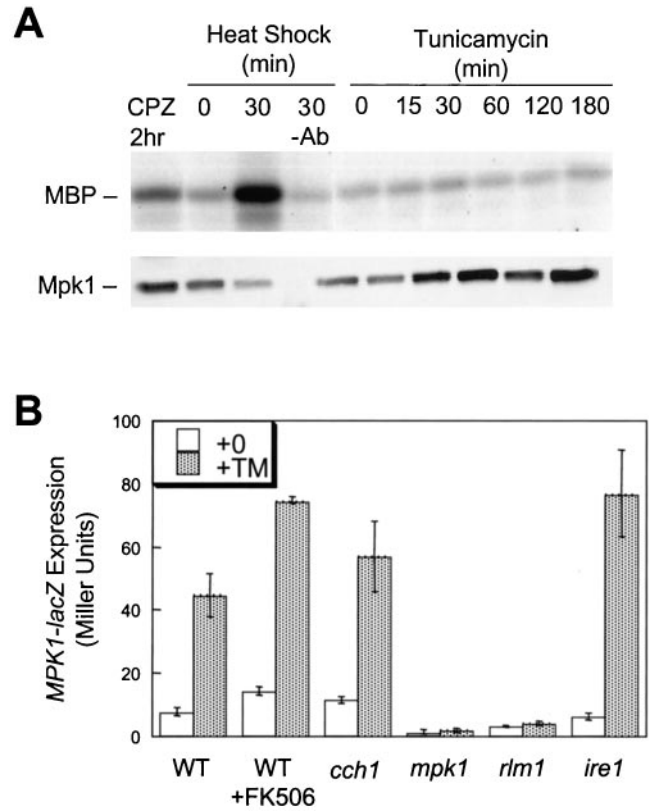 A
Heat Shock
(min)
Tunicamycin
(min)
CPZ 0 30 30 0 15 30 60 120 180
2hr -Ab
MBP –
Mpk1 –
B
100
80
60
40
20
0
MPK1-lacZ Expression
(Miller Units)
+0
+TM
WT WT cch1 mpk1 rlm1 ire1
+FK506